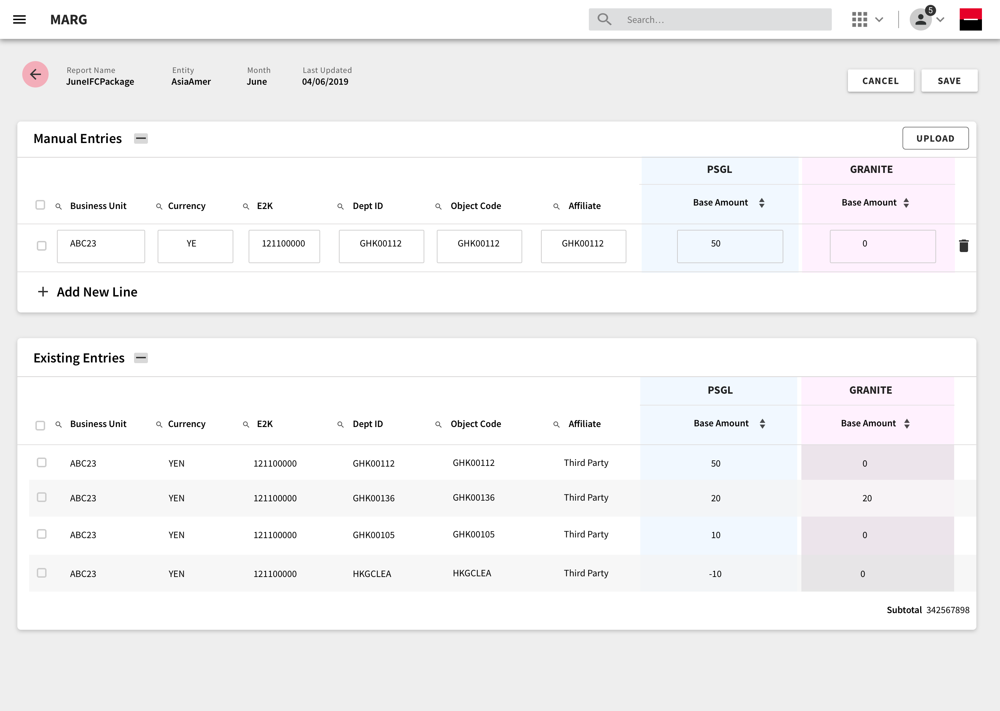 MARG Search... 5
Report Name Entity Month Last Updated
JuneIFCPackage AsiaAmer June 04/06/2019
CANCEL SAVE
Manual Entries UPLOAD
PSGL GRANITE
Business Unit Currency E2K Dept ID Object Code Affiliate Base Amount Base Amount
ABC23 YE 121100000 GHK00112 GHK00112 GHK00112 50 0
Add New Line
Existing Entries
PSGL GRANITE
Business Unit Currency E2K Dept ID Object Code Affiliate Base Amount Base Amount
ABC23 YEN 121100000 GHK00112 GHK00112 Third Party 50 0
ABC23 YEN 121100000 GHK00136 GHK00136 Third Party 20 20
ABC23 YEN 121100000 GHK00105 GHK00105 Third Party 10 0
ABC23 YEN 121100000 HKGCLEA HKGCLEA Third Party -10 0
Subtotal 342567898